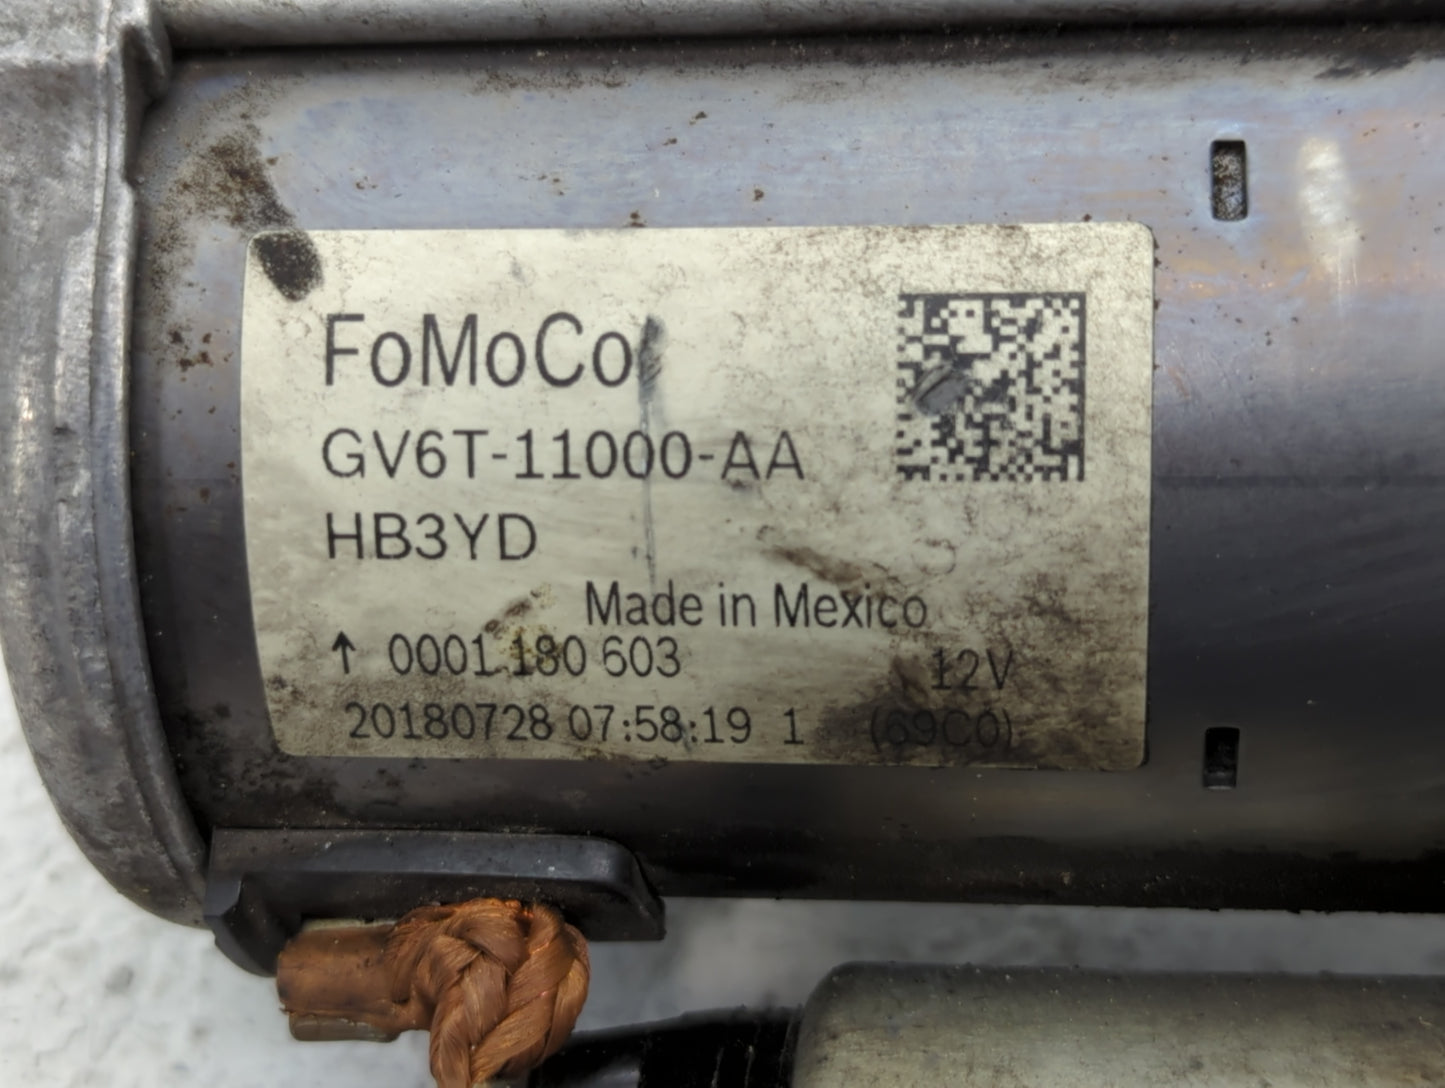 FoMoCo
GV6T-11000-AA
HB3YD
Made in Mexico
↑ 0001 180 603 12V
20180728 07:58:19 1 (69C0)